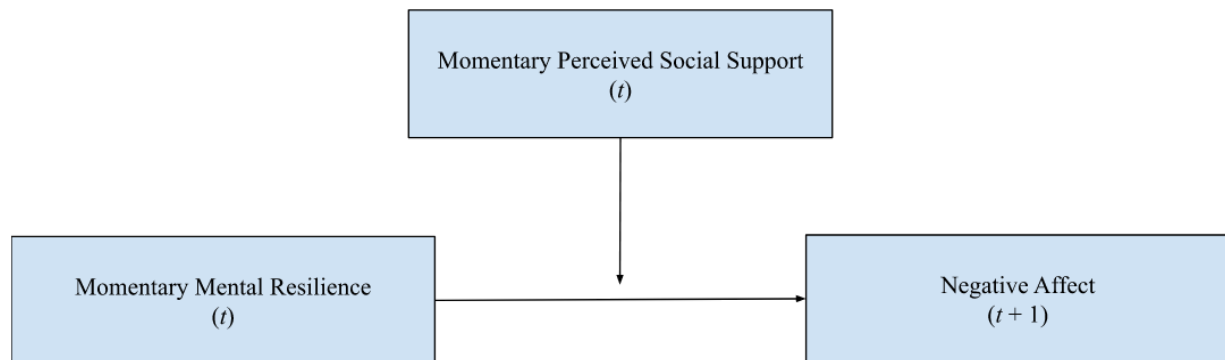 Momentary Perceived Social Support
(t)
Momentary Mental Resilience
(t)
Negative Affect
(t + 1)